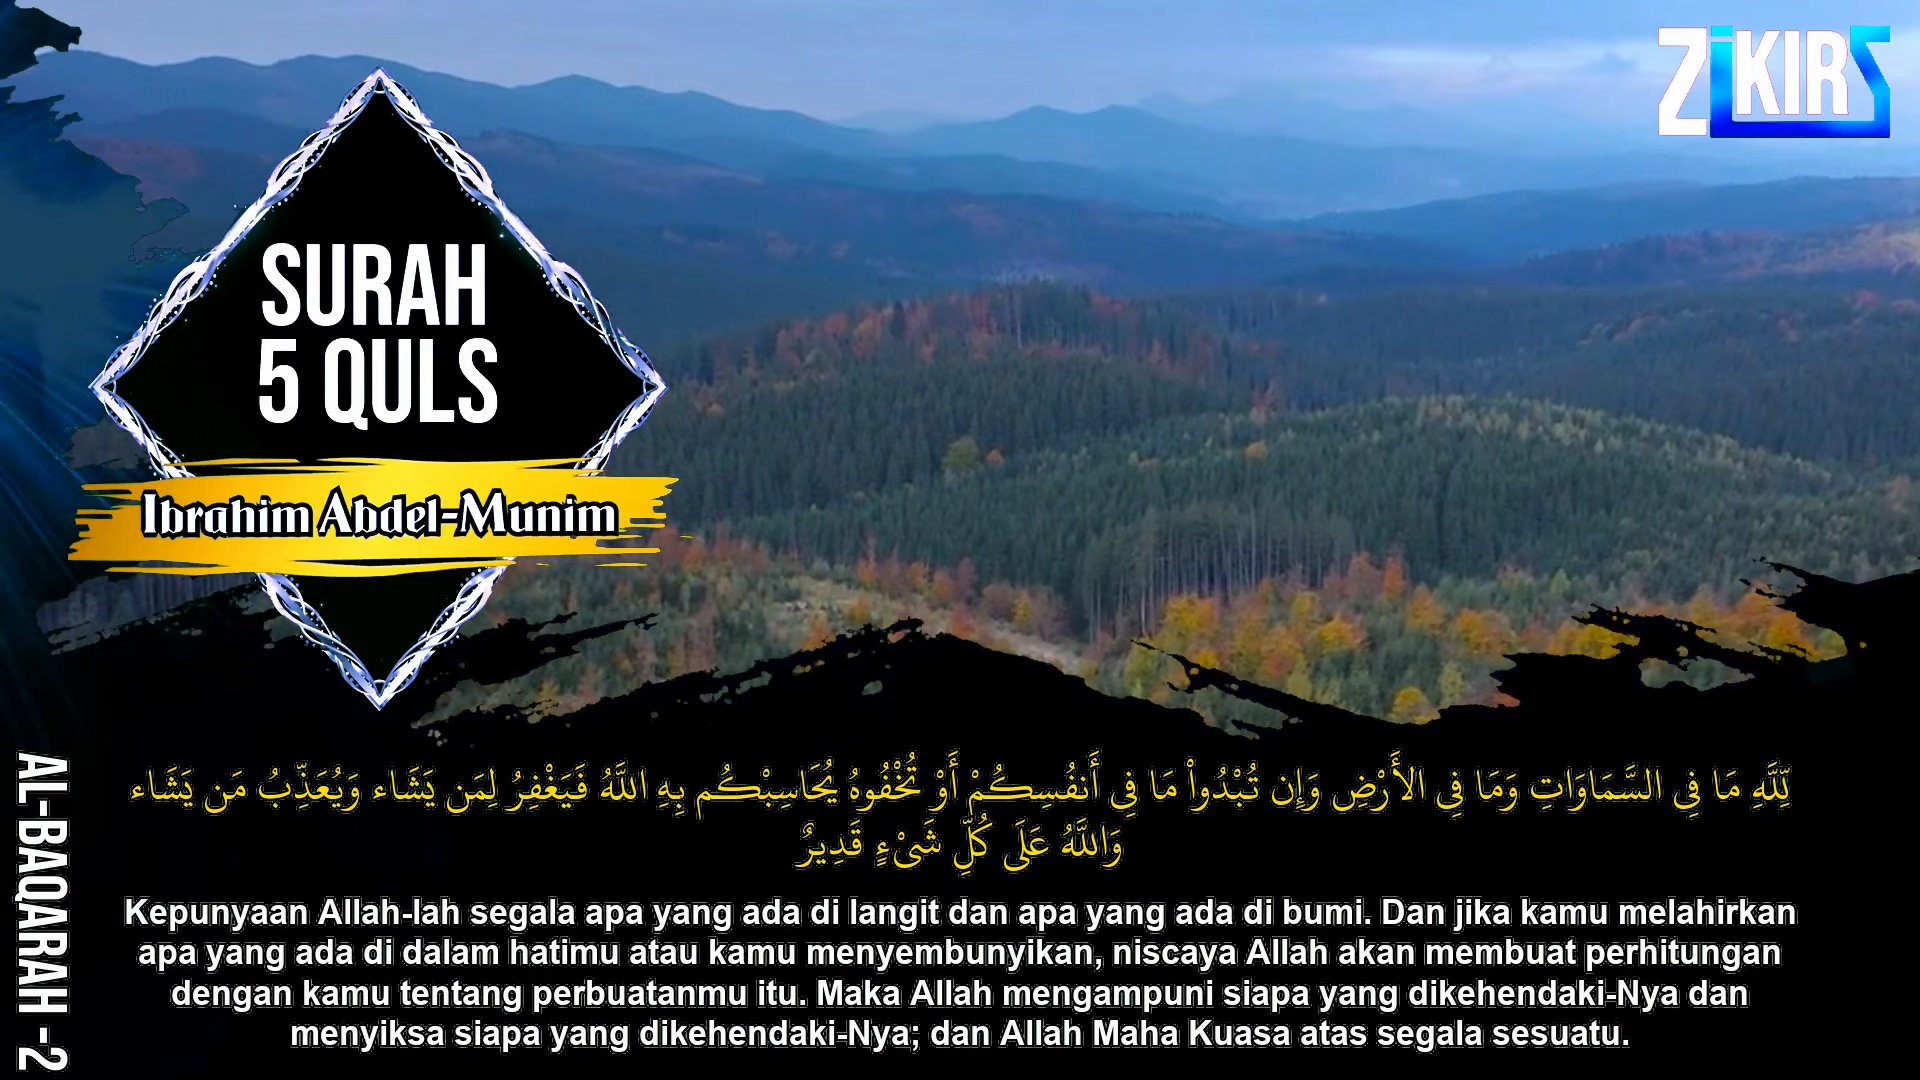 ZIKIRS
SURAH
5 QULS
Ibrahim Abdel-Munim
لِّلَّهِ مَا فِي السَّمَاوَاتِ وَمَا فِي الأَرْضِ وَإِن تُبْدُواْ مَا فِي أَنفُسِكُمْ أَوْ تُخْفُوهُ يُحَاسِبْكُم بِهِ اللَّهُ فَيَغْفِرُ لِمَن يَشَاء وَيُعَذِّبُ مَن يَشَاء
وَاللَّهُ عَلَى كُلِّ شَيْءٍ قَدِيرٌ
Kepunyaan Allah-lah segala apa yang ada di langit dan apa yang ada di bumi. Dan jika kamu melahirkan
apa yang ada di dalam hatimu atau kamu menyembunyikan, niscaya Allah akan membuat perhitungan
dengan kamu tentang perbuatanmu itu. Maka Allah mengampuni siapa yang dikehendaki-Nya dan
menyiksa siapa yang dikehendaki-Nya; dan Allah Maha Kuasa atas segala sesuatu.
AL-BAQARAH -2